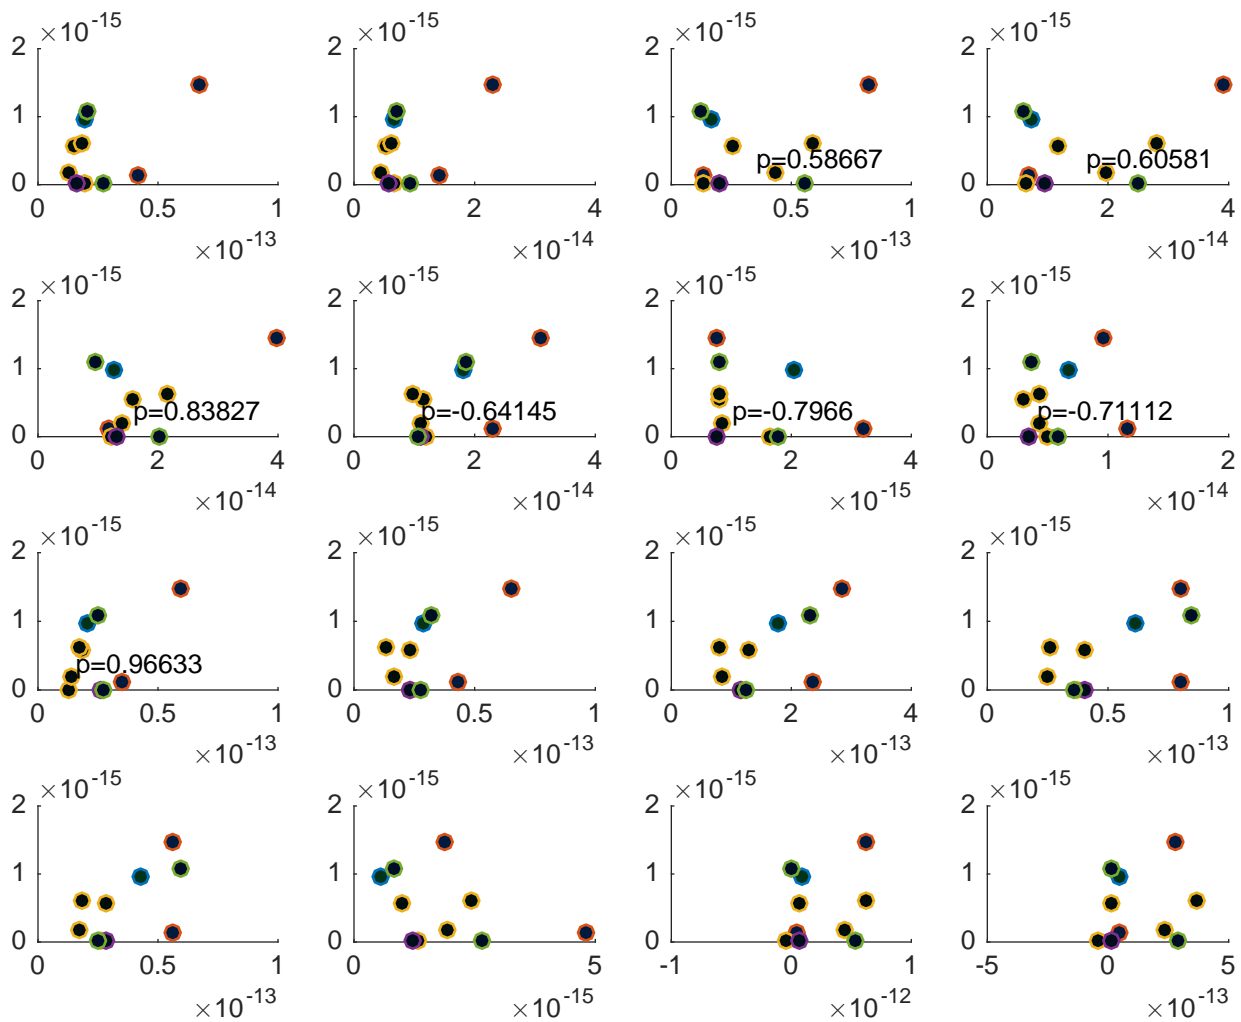 2 ×10-15 2 ×10-15 2 ×10-15 2 ×10-15
1 1 1 1
p=0.58667 p=0.60581
0 0 0 0
0 0.5 1 0 2 4 0 0.5 1 0 2 4
×10-13 ×10-14 ×10-13 ×10-14
2 ×10-15 2 ×10-15 2 ×10-15 2 ×10-15
1 1 1 1
p=0.83827 p=-0.64145 p=-0.7966 p=-0.71112
0 0 0 0
0 2 4 0 2 4 0 2 4 0 1 2
×10-14 ×10-14 ×10-15 ×10-14
2 ×10-15 2 ×10-15 2 ×10-15 2 ×10-15
1 1 1 1
p=0.96633
0 0 0 0
0 0.5 1 0 0.5 1 0 2 4 0 0.5 1
×10-13 ×10-13 ×10-13 ×10-13
2 ×10-15 2 ×10-15 2 ×10-15 2 ×10-15
1 1 1 1
0 0 0 0
0 0.5 1 0 5 -1 0 1 -5 0 5
×10-13 ×10-15 ×10-12 ×10-13